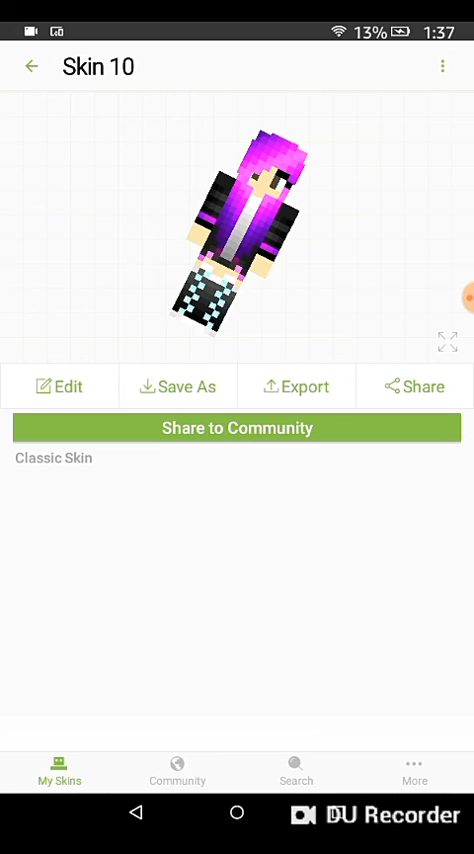 13% 1:37
Skin 10
Edit Save As Export Share
Share to Community
Classic Skin
My Skins Community Search More
DU Recorder